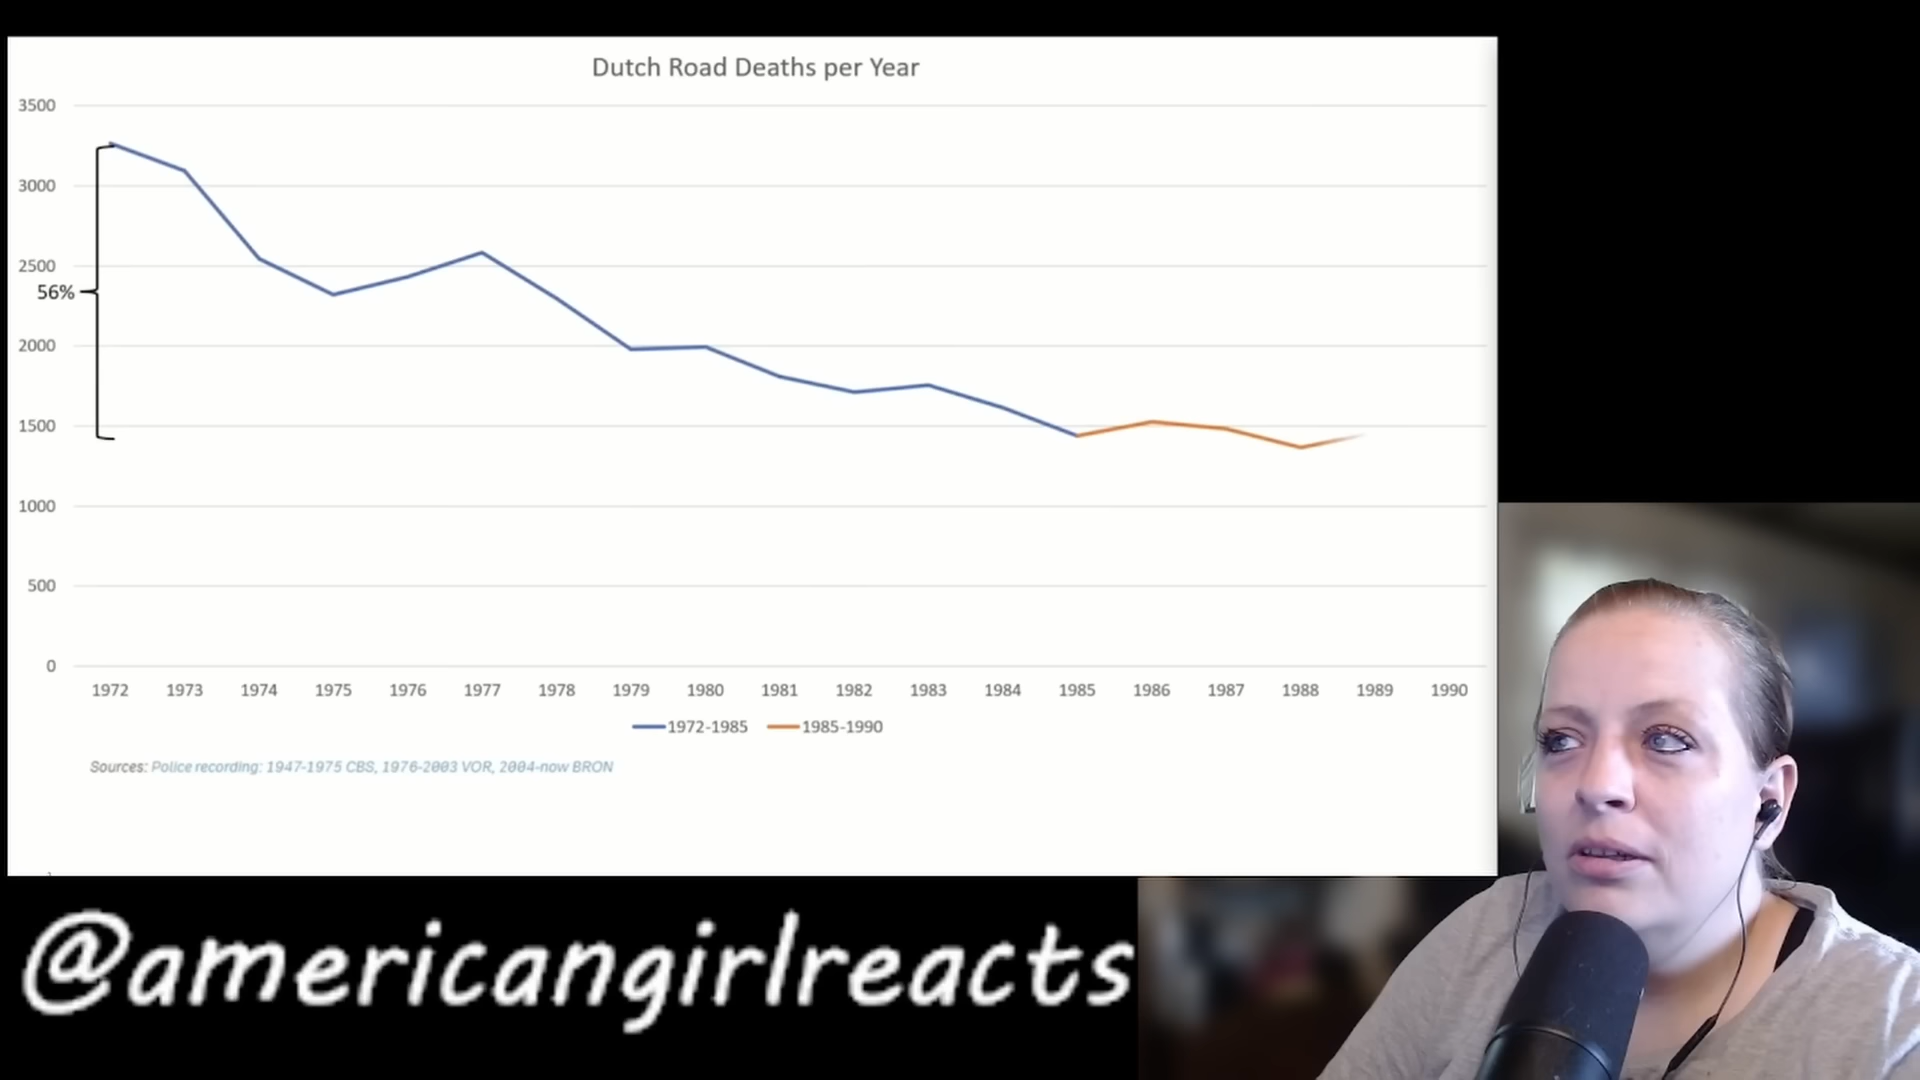 Dutch Road Deaths per Year
3500
3000
2500
56%
2000
1500
1000
500
0
1972 1973 1974 1975 1976 1977 1978 1979 1980 1981 1982 1983 1984 1985 1986 1987 1988 1989 1990
1972-1985 1985-1990
Sources: Police recording: 1947-1975 CBS, 1976-2003 VOR, 2004-now BRON
@americangirlreacts